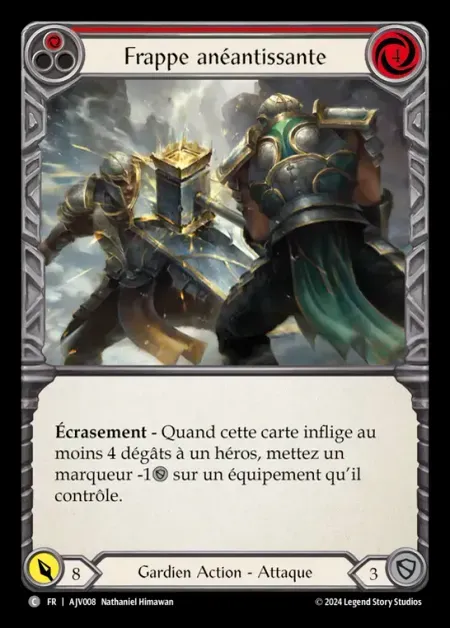 Frappe anéantissante
4
Écrasement - Quand cette carte inflige au
moins 4 dégâts à un héros, mettez un
marqueur -1 sur un équipement qu'il
contrôle.
8
Gardien Action - Attaque
3
C FR | AJV008 Nathaniel Himawan
© 2024 Legend Story Studios